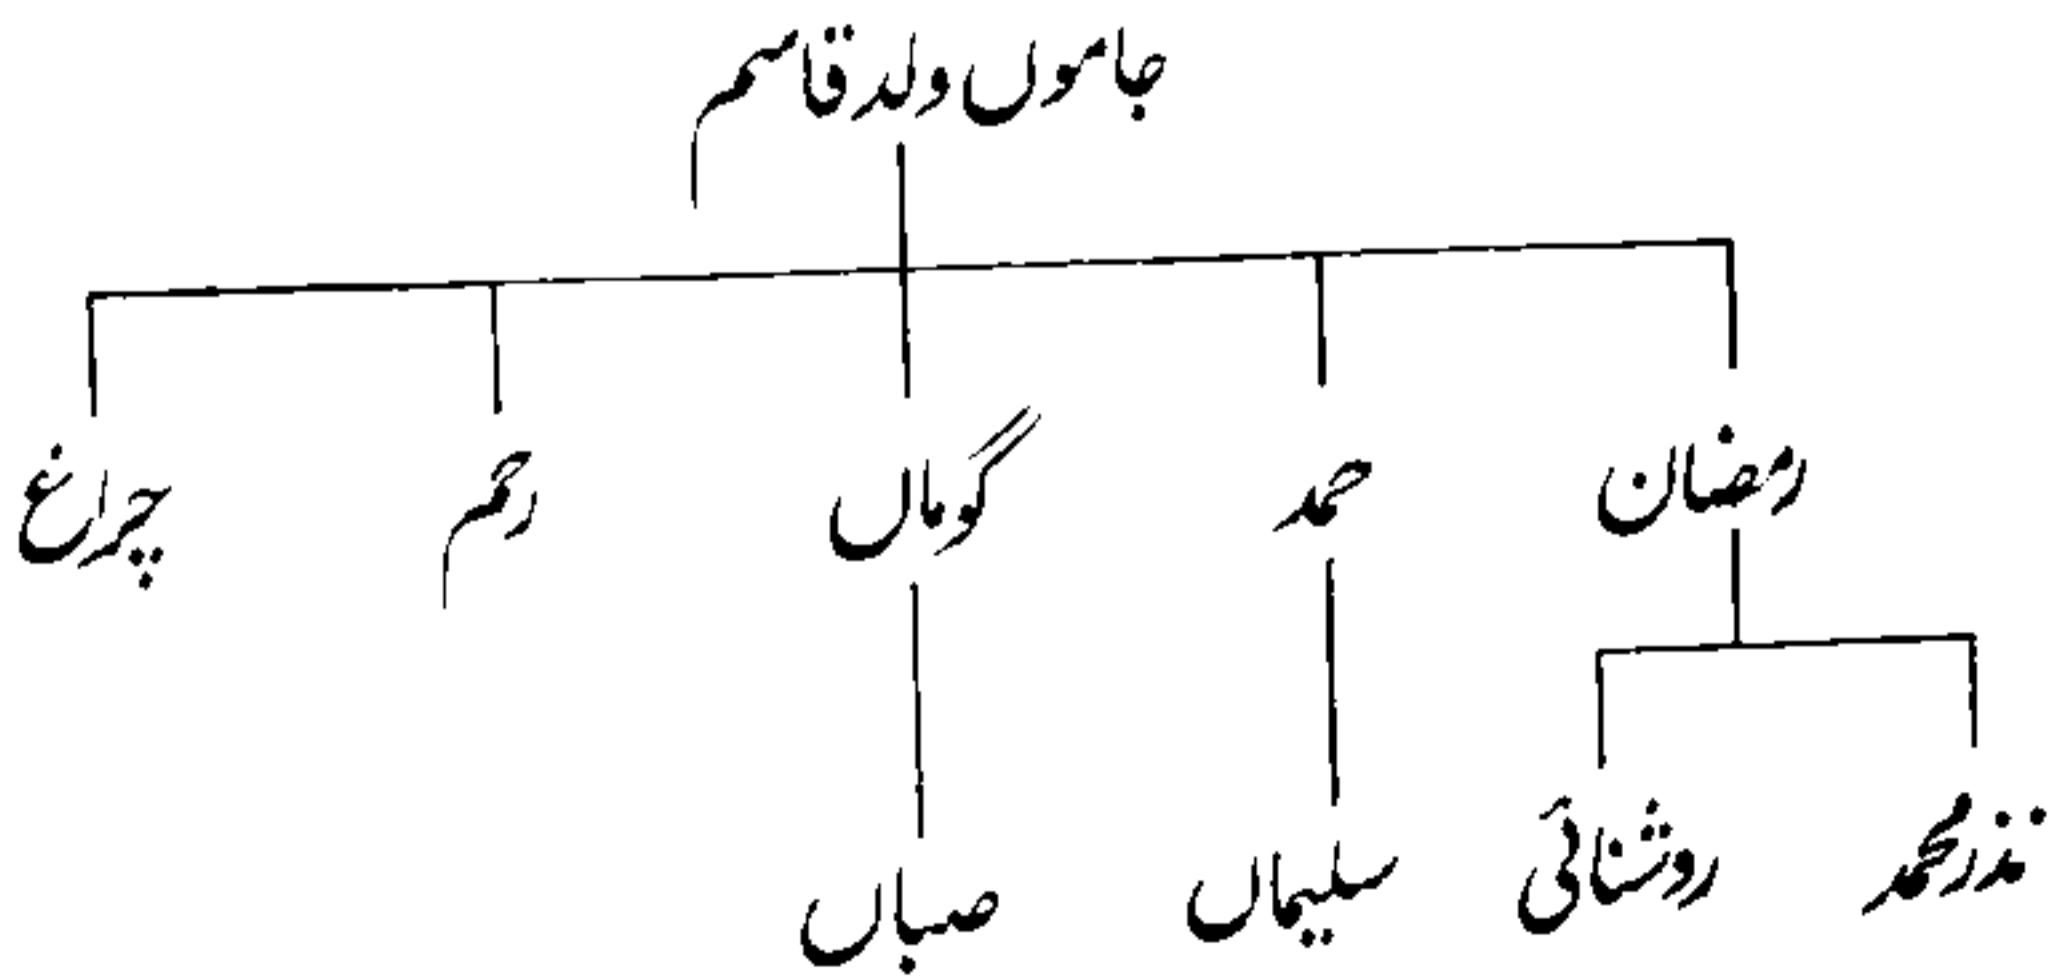 جاموں ولد قاسم
رمضان حمد گوماں رحم چراغ
نذر محمد روشنائی سلیماں صباں